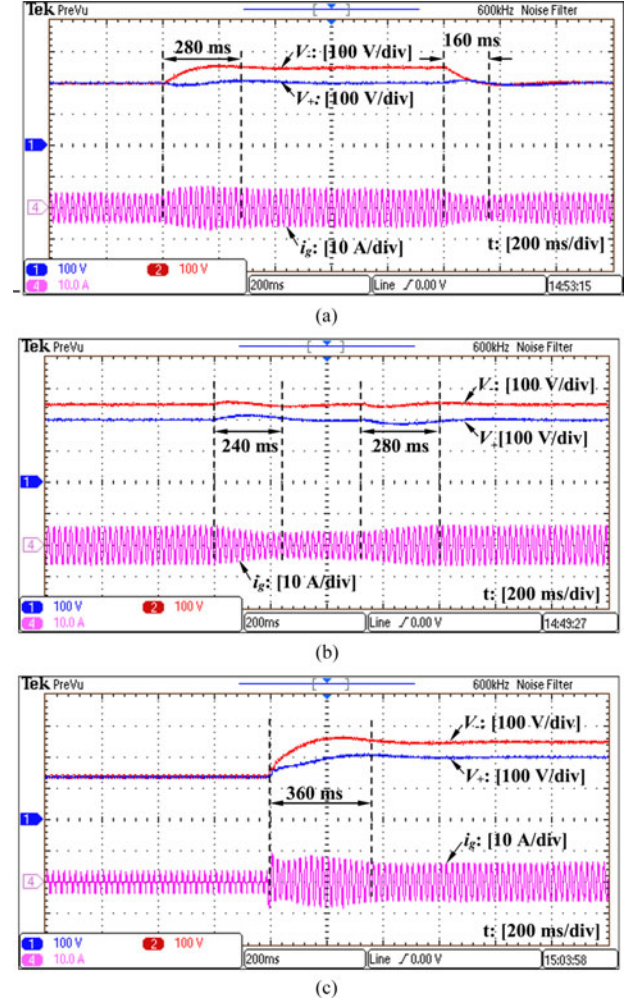 Tek PreVu 600kHz Noise Filter
280 ms V-: [100 V/div] 160 ms
V+: [100 V/div]
1
4
ig: [10 A/div] t: [200 ms/div]
1 100 V 2 100 V
4 10.0 A 200ms Line ∫ 0.00 V 14:53:15
(a)
Tek PreVu 600kHz Noise Filter
V-: [100 V/div]
V+[100 V/div]
240 ms 280 ms
1
4
ig: [10 A/div] t: [200 ms/div]
1 100 V 2 100 V
4 10.0 A 200ms Line ∫ 0.00 V 14:49:27
(b)
Tek PreVu 600kHz Noise Filter
V-: [100 V/div]
V+: [100 V/div]
360 ms
1
ig: [10 A/div]
4
t: [200 ms/div]
1 100 V 2 100 V
4 10.0 A 200ms Line ∫ 0.00 V 15:03:58
(c)